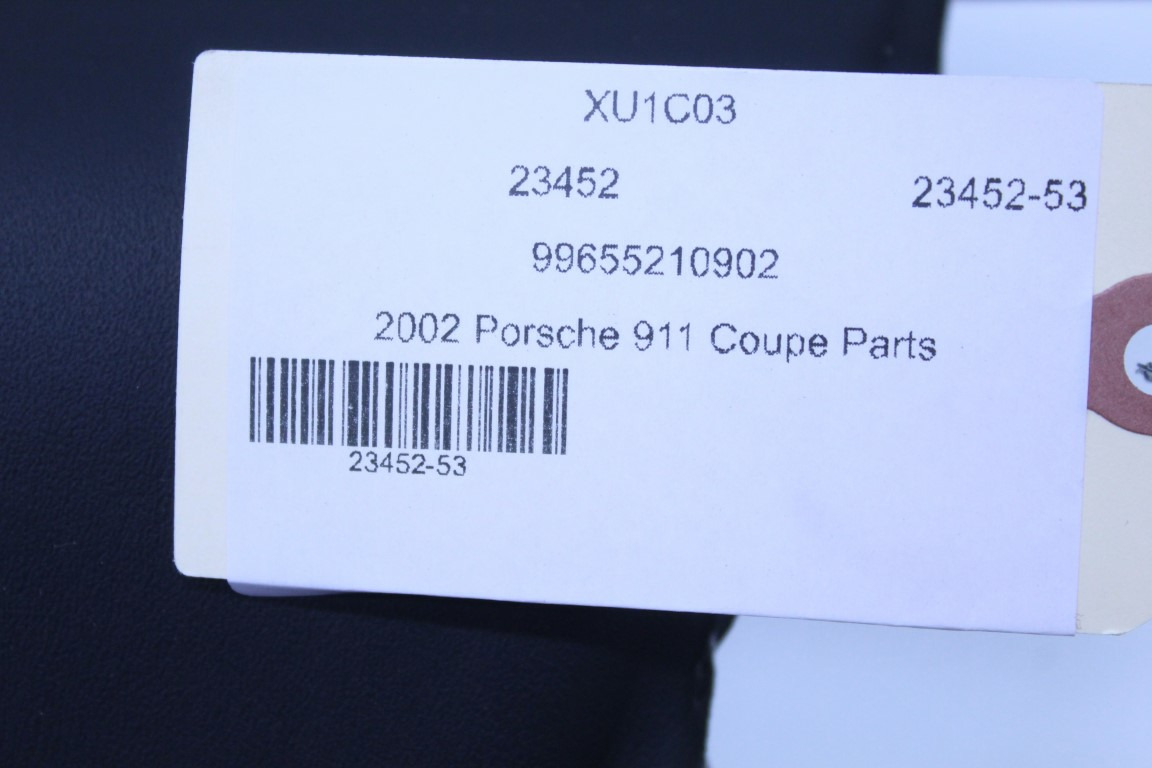 XU1C03
23452 23452-53
99655210902
2002 Porsche 911 Coupe Parts
23452-53